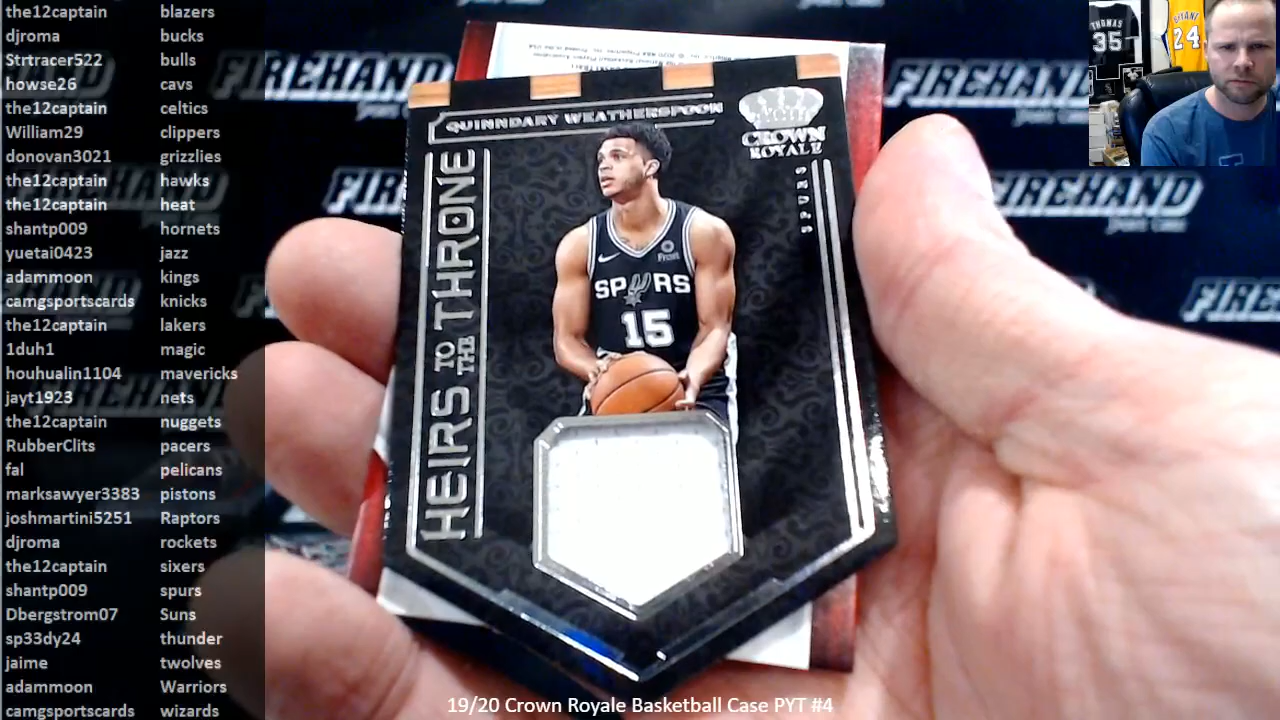 the12captain blazers
djroma bucks
Strtracer522 bulls
howse26 cavs
the12captain celtics
William29 clippers
donovan3021 grizzlies
the12captain hawks
the12captain heat
shantp009 hornets
yuetai0423 jazz
adammoon kings
camgsportscards knicks
the12captain lakers
1duh1 magic
houhualin1104 mavericks
jayt1923 nets
the12captain nuggets
RubberClits pacers
fal pelicans
marksawyer3383 pistons
joshmartini5251 Raptors
djroma rockets
the12captain sixers
shantp009 spurs
Dbergstrom07 Suns
sp33dy24 thunder
jaime twolves
adammoon Warriors
camgsportscards wizards
QUINNDARY WEATHERSPOON
CROWN
ROYALE
SPURS
HEIRS TO THE THRONE
SPURS
15
FIREHAND
FIREHAND
FIREHAND
FIREHAND
THOMAS
35
BRYANT
24
19/20 Crown Royale Basketball Case PYT #4